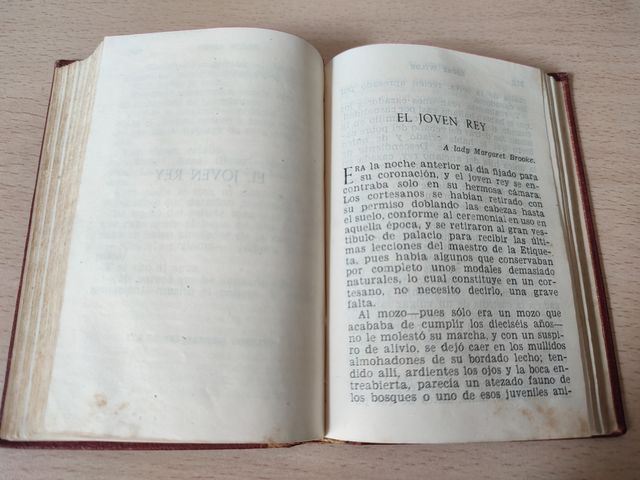 EL JOVEN REY
A lady Margaret Brooke.
ERA la noche anterior al día fijado para
su coronación, y el joven rey se en-
contraba solo en su hermosa cámara.
Los cortesanos se habían retirado con
su permiso doblando las cabezas hasta
el suelo, conforme al ceremonial en uso en
aquella época, y se retiraron al gran ves-
tíbulo de palacio para recibir las últi-
mas lecciones del maestro de la Etique-
ta, pues había algunos que conservaban
por completo unos modales demasiado
naturales, lo cual constituye en un cor-
tesano, no necesito decirlo, una grave
falta.
Al mozo—pues sólo era un mozo que
acababa de cumplir los dieciséis años—
no le molestó su marcha, y con un suspi-
ro de alivio, se dejó caer en los mullidos
almohadones de su bordado lecho; ten-
dido allí, ardientes los ojos y la boca en-
treabierta, parecía un atezado fauno de
los bosques o uno de esos juveniles ani-